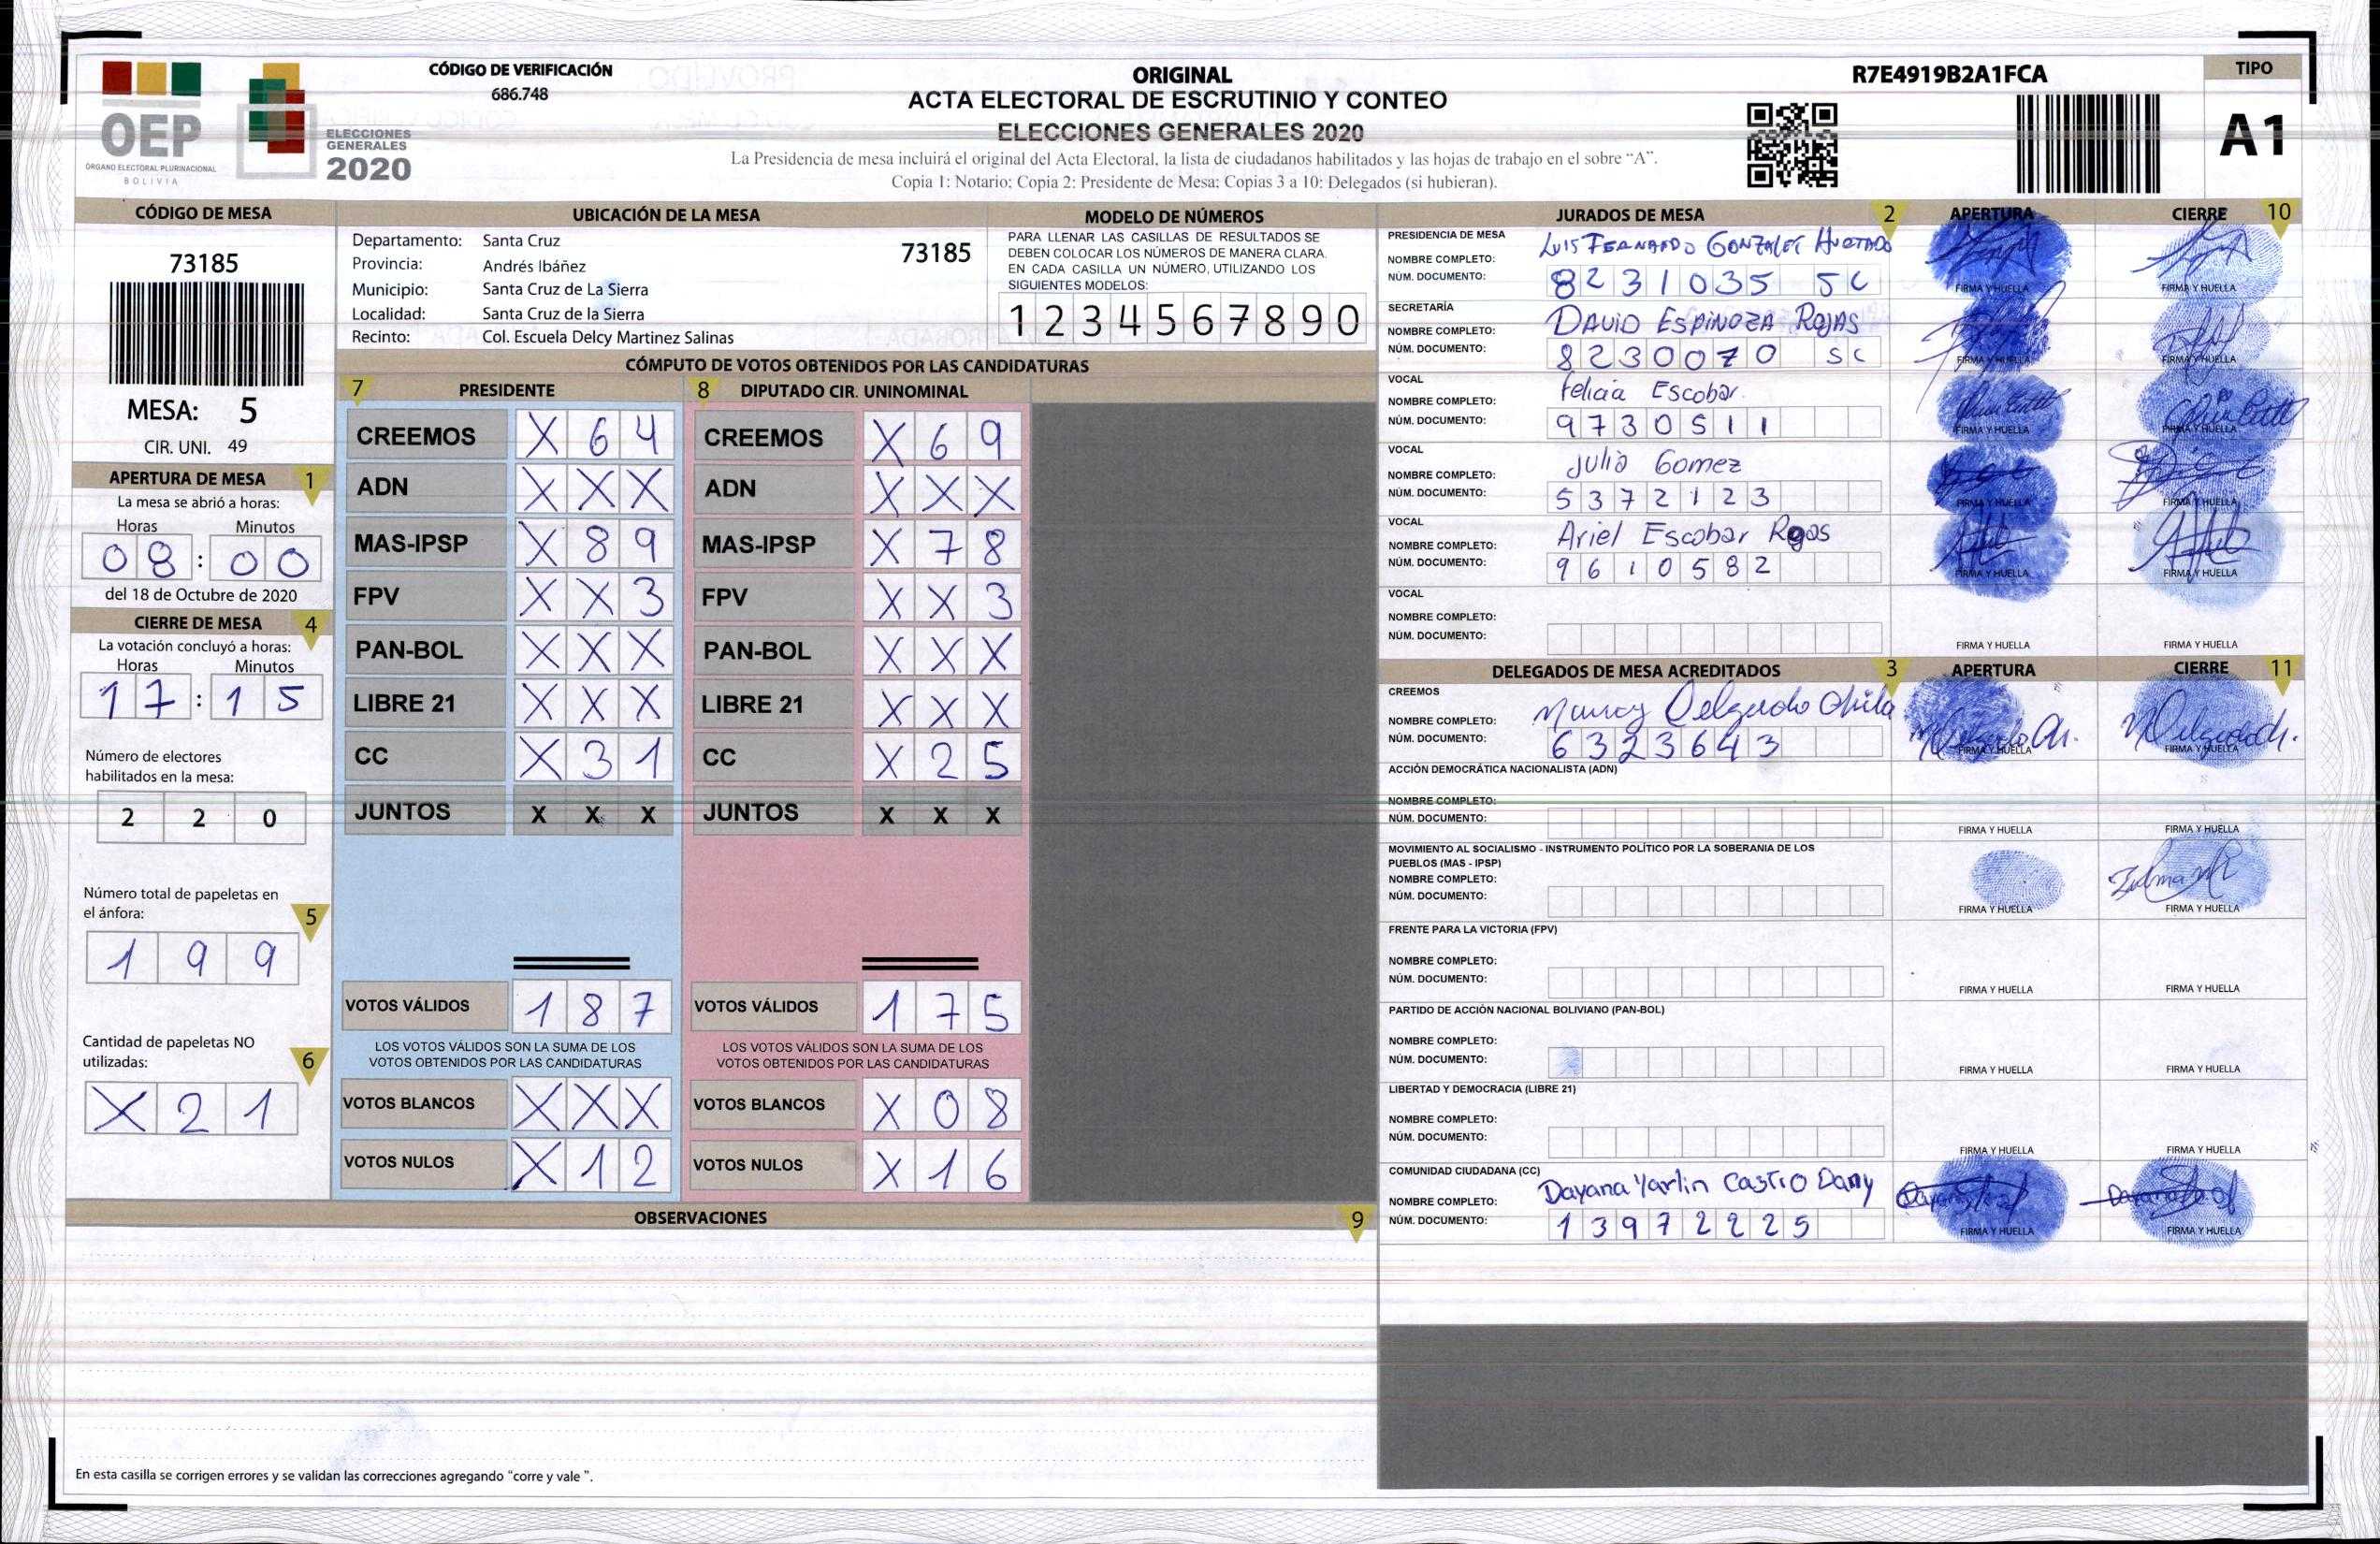 OEP
ÓRGANO ELECTORAL PLURINACIONAL
BOLIVIA
ELECCIONES
GENERALES
2020
CÓDIGO DE VERIFICACIÓN
686.748
ORIGINAL
ACTA ELECTORAL DE ESCRUTINIO Y CONTEO
ELECCIONES GENERALES 2020
La Presidencia de mesa incluirá el original del Acta Electoral, la lista de ciudadanos habilitados y las hojas de trabajo en el sobre “A”.
Copia 1: Notario; Copia 2: Presidente de Mesa; Copias 3 a 10: Delegados (si hubieran).
R7E4919B2A1FCA
TIPO
A1
CÓDIGO DE MESA
73185
MESA: 5
CIR. UNI. 49
APERTURA DE MESA 1
La mesa se abrió a horas:
Horas Minutos
08:00
del 18 de Octubre de 2020
CIERRE DE MESA 4
La votación concluyó a horas:
Horas Minutos
17:15
Número de electores
habilitados en la mesa:
2 2 0
Número total de papeletas en
el ánfora: 5
1 9 9
Cantidad de papeletas NO
utilizadas: 6
X 2 1
UBICACIÓN DE LA MESA
Departamento: Santa Cruz
73185
Provincia: Andrés Ibáñez
Municipio: Santa Cruz de La Sierra
Localidad: Santa Cruz de la Sierra
Recinto: Col. Escuela Delcy Martinez Salinas
MODELO DE NÚMEROS
PARA LLENAR LAS CASILLAS DE RESULTADOS SE
DEBEN COLOCAR LOS NÚMEROS DE MANERA CLARA.
EN CADA CASILLA UN NÚMERO, UTILIZANDO LOS
SIGUIENTES MODELOS:
1 2 3 4 5 6 7 8 9 0
CÓMPUTO DE VOTOS OBTENIDOS POR LAS CANDIDATURAS
7 PRESIDENTE
CREEMOS X 6 4
ADN X X X
MAS-IPSP X 8 9
FPV X X 3
PAN-BOL X X X
LIBRE 21 X X X
CC X 3 1
JUNTOS X X X
VOTOS VÁLIDOS 1 8 7
LOS VOTOS VÁLIDOS SON LA SUMA DE LOS
VOTOS OBTENIDOS POR LAS CANDIDATURAS
VOTOS BLANCOS X X X
VOTOS NULOS X 1 2
8 DIPUTADO CIR. UNINOMINAL
CREEMOS X 6 9
ADN X X X
MAS-IPSP X 7 8
FPV X X 3
PAN-BOL X X X
LIBRE 21 X X X
CC X 2 5
JUNTOS X X X
VOTOS VÁLIDOS 1 7 5
LOS VOTOS VÁLIDOS SON LA SUMA DE LOS
VOTOS OBTENIDOS POR LAS CANDIDATURAS
VOTOS BLANCOS X 0 8
VOTOS NULOS X 1 6
OBSERVACIONES 9
En esta casilla se corrigen errores y se validan las correcciones agregando “corre y vale ”.
JURADOS DE MESA 2 APERTURA CIERRE 10
PRESIDENCIA DE MESA
NOMBRE COMPLETO: LUIS FERNANDO GONZALEZ HURTADO
NÚM. DOCUMENTO: 8231035 SC
FIRMA Y HUELLA FIRMA Y HUELLA
SECRETARÍA
NOMBRE COMPLETO: DAVID ESPINOZA ROJAS
NÚM. DOCUMENTO: 8230070 SC
FIRMA Y HUELLA FIRMA Y HUELLA
VOCAL
NOMBRE COMPLETO: Felicia Escobar
NÚM. DOCUMENTO: 9730511
FIRMA Y HUELLA FIRMA Y HUELLA
VOCAL
NOMBRE COMPLETO: Julia Gomez
NÚM. DOCUMENTO: 5372123
FIRMA Y HUELLA FIRMA Y HUELLA
VOCAL
NOMBRE COMPLETO: Ariel Escobar Rojas
NÚM. DOCUMENTO: 9610582
FIRMA Y HUELLA FIRMA Y HUELLA
VOCAL
NOMBRE COMPLETO:
NÚM. DOCUMENTO:
FIRMA Y HUELLA FIRMA Y HUELLA
DELEGADOS DE MESA ACREDITADOS 3 APERTURA CIERRE 11
CREEMOS
NOMBRE COMPLETO: Nancy Delgado
NÚM. DOCUMENTO: 6323643
FIRMA Y HUELLA FIRMA Y HUELLA
ACCIÓN DEMOCRÁTICA NACIONALISTA (ADN)
NOMBRE COMPLETO:
NÚM. DOCUMENTO:
FIRMA Y HUELLA FIRMA Y HUELLA
MOVIMIENTO AL SOCIALISMO - INSTRUMENTO POLÍTICO POR LA SOBERANIA DE LOS
PUEBLOS (MAS - IPSP)
NOMBRE COMPLETO:
NÚM. DOCUMENTO:
FIRMA Y HUELLA FIRMA Y HUELLA
FRENTE PARA LA VICTORIA (FPV)
NOMBRE COMPLETO:
NÚM. DOCUMENTO:
FIRMA Y HUELLA FIRMA Y HUELLA
PARTIDO DE ACCIÓN NACIONAL BOLIVIANO (PAN-BOL)
NOMBRE COMPLETO:
NÚM. DOCUMENTO:
FIRMA Y HUELLA FIRMA Y HUELLA
LIBERTAD Y DEMOCRACIA (LIBRE 21)
NOMBRE COMPLETO:
NÚM. DOCUMENTO:
FIRMA Y HUELLA FIRMA Y HUELLA
COMUNIDAD CIUDADANA (CC)
NOMBRE COMPLETO: Dayana Yarlin Castro Dany
NÚM. DOCUMENTO: 13972225
FIRMA Y HUELLA FIRMA Y HUELLA